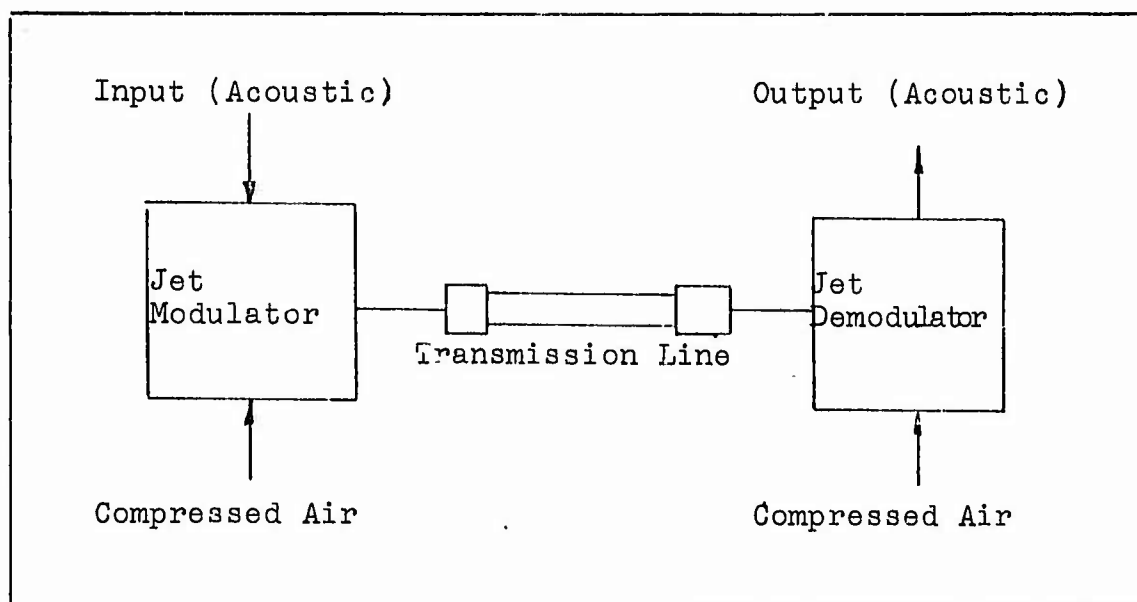 Input (Acoustic)
Output (Acoustic)
Jet
Modulator
Transmission Line
Jet
Demodulator
Compressed Air
Compressed Air